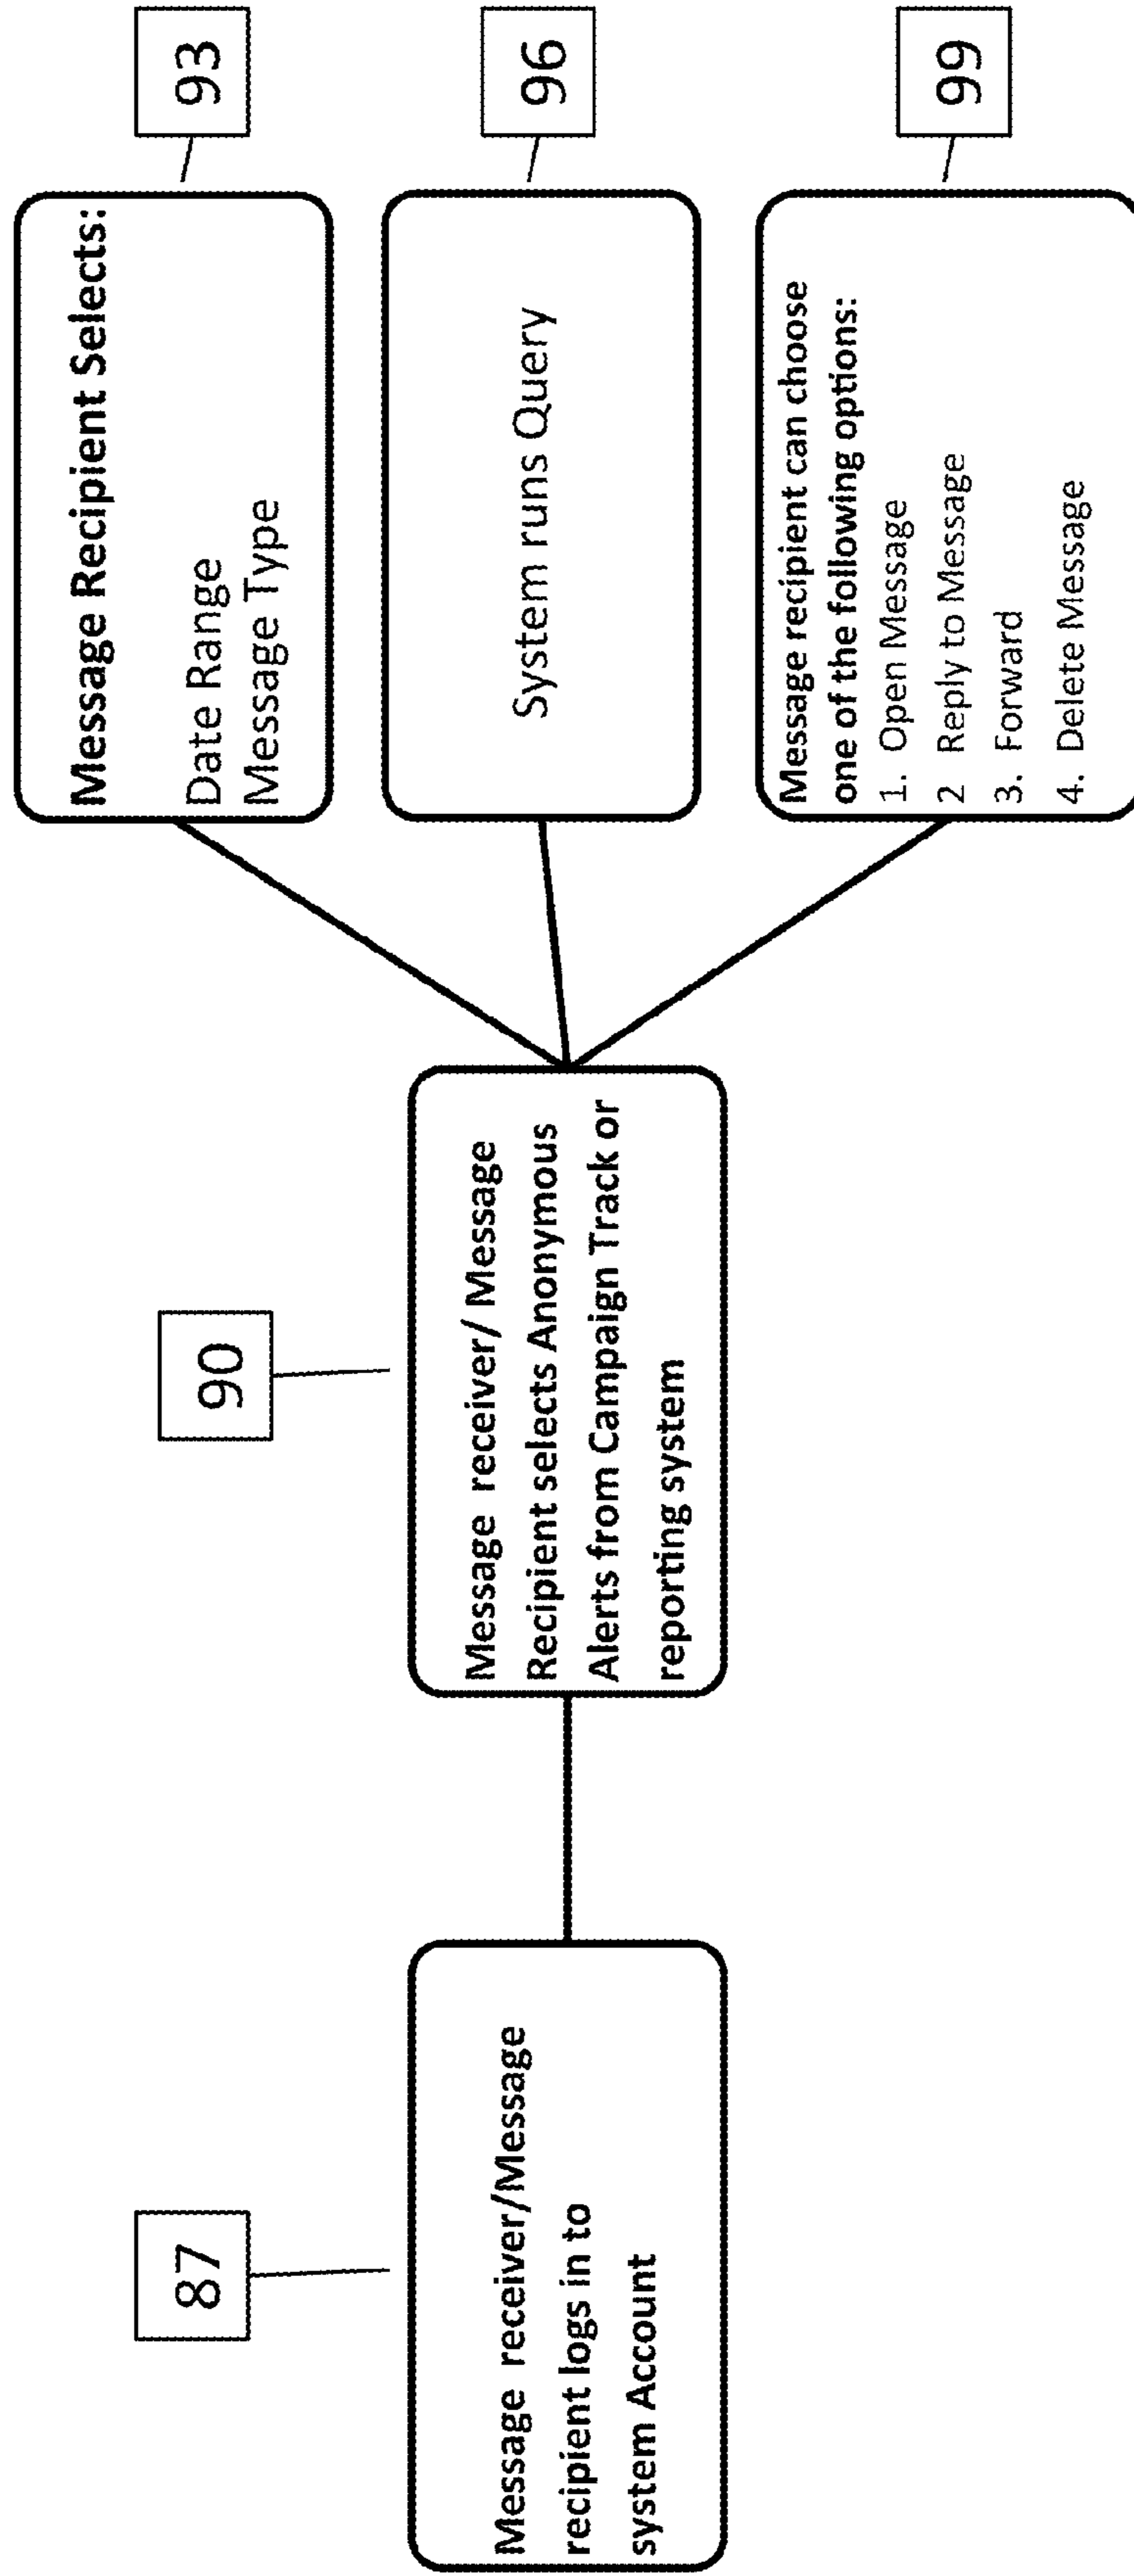 87
Message receiver/Message
recipient logs in to
system Account
90
Message receiver/ Message
Recipient selects Anonymous
Alerts from Campaign Track or
reporting system
93
Message Recipient Selects:
Date Range
Message Type
96
System runs Query
99
Message recipient can choose
one of the following options:
1. Open Message
2 Reply to Message
3. Forward
4. Delete Message